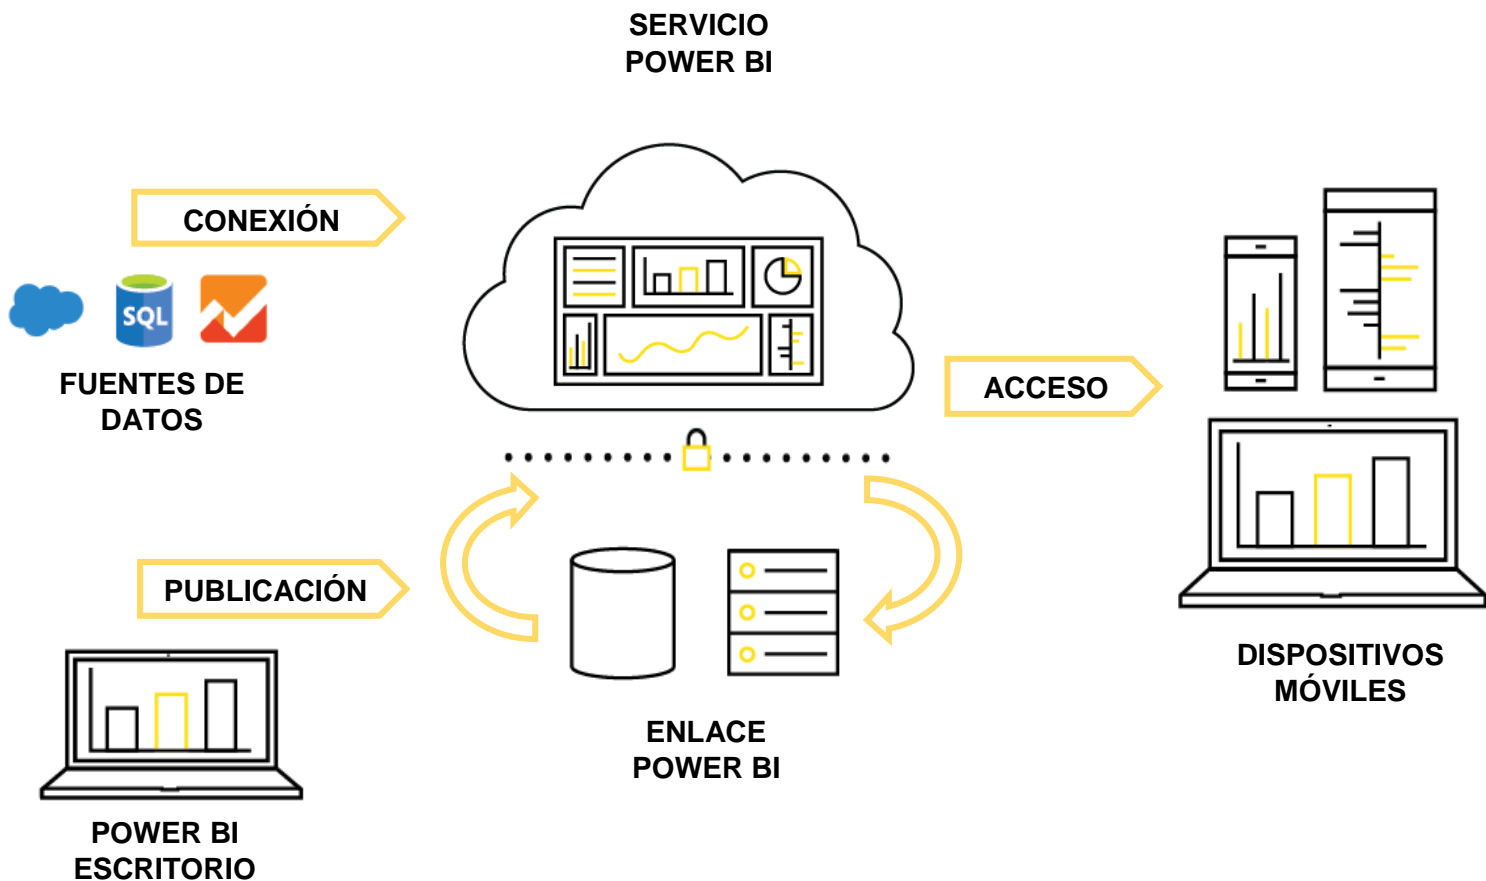 SERVICIO
POWER BI
CONEXIÓN
SQL
FUENTES DE
DATOS
ACCESO
PUBLICACIÓN
DISPOSITIVOS
MÓVILES
ENLACE
POWER BI
POWER BI
ESCRITORIO